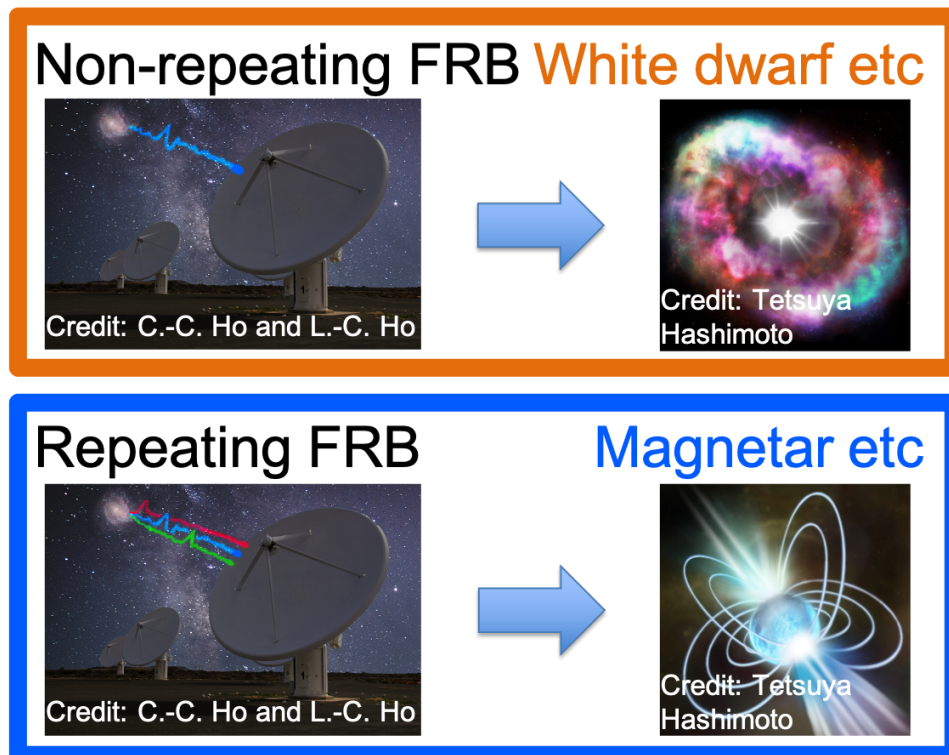 Non-repeating FRB White dwarf etc
Credit: C.-C. Ho and L.-C. Ho
Credit: Tetsuya
Hashimoto
Repeating FRB Magnetar etc
Credit: C.-C. Ho and L.-C. Ho
Credit: Tetsuya
Hashimoto